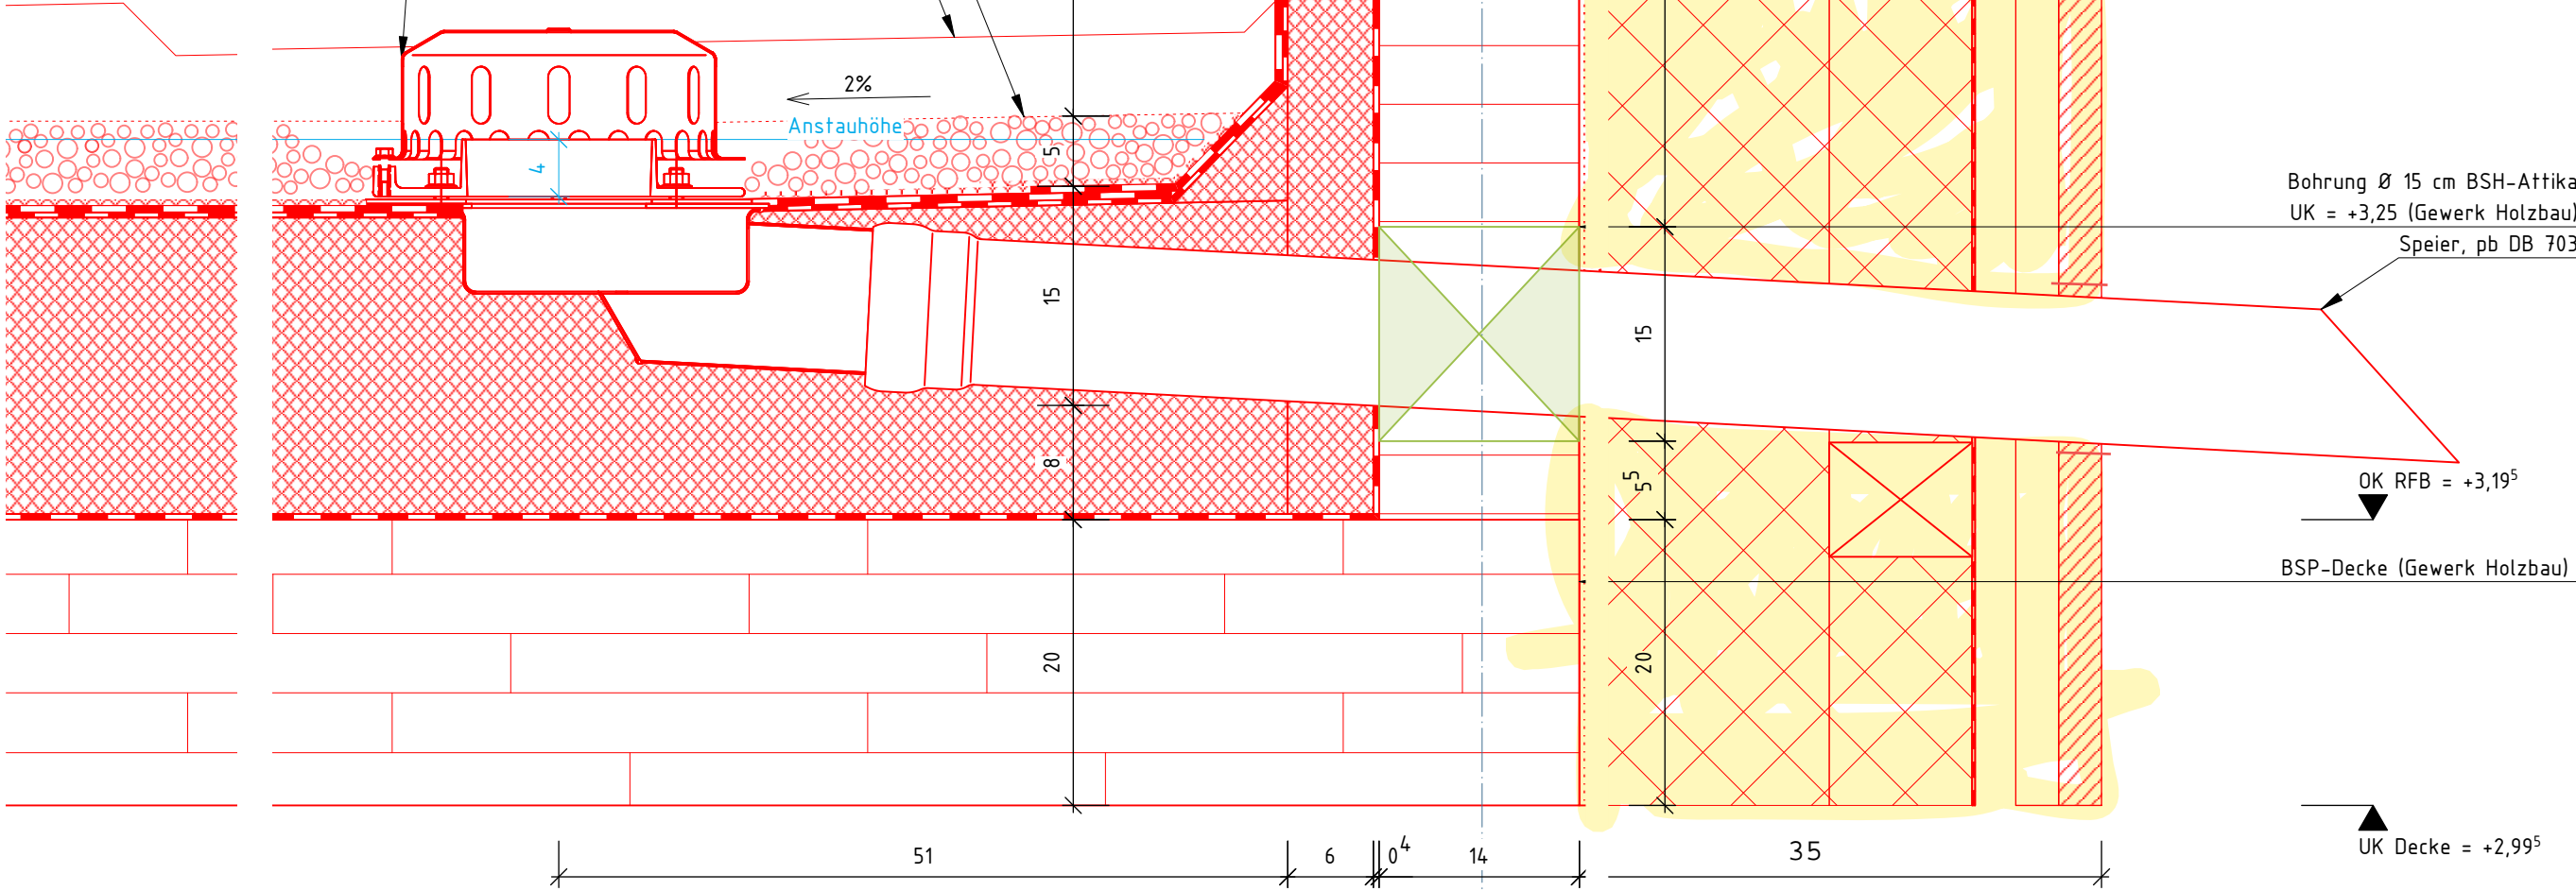 2%
Anstauhöhe
4
5
15
8
20
15
5⁵
20
Bohrung Ø 15 cm BSH-Attika
UK = +3,25 (Gewerk Holzbau)
Speier, pb DB 703
OK RFB = +3,19⁵
BSP-Decke (Gewerk Holzbau)
UK Decke = +2,99⁵
51 6 0⁴ 14 35